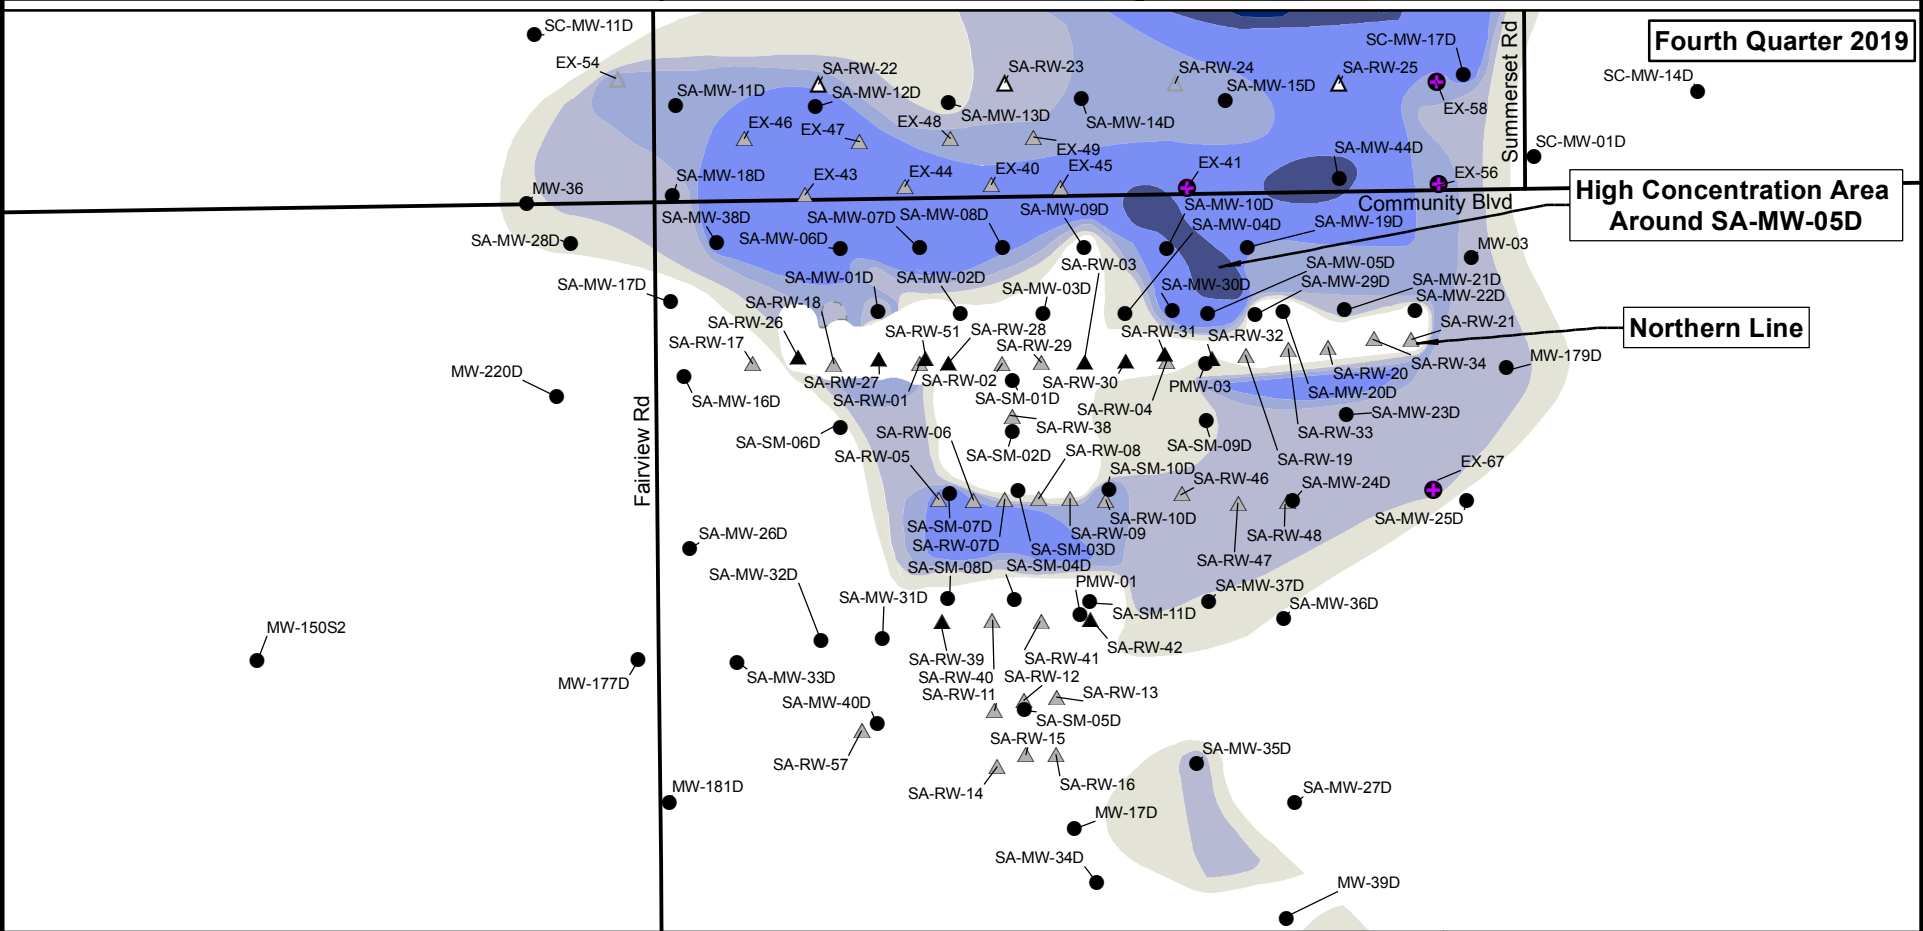 SC-MW-11D
Fourth Quarter 2019
SC-MW-17D
Summerset Rd
EX-54
SA-RW-22
SA-RW-23
SA-RW-24
SA-RW-25
SC-MW-14D
SA-MW-11D
SA-MW-12D
SA-MW-13D
SA-MW-14D
SA-MW-15D
EX-58
EX-46
EX-47
EX-48
EX-49
SC-MW-01D
SA-MW-44D
EX-43
EX-44
EX-40
EX-45
EX-41
EX-56
SA-MW-18D
MW-36
High Concentration Area
Around SA-MW-05D
Community Blvd
SA-MW-38D
SA-MW-07D
SA-MW-08D
SA-MW-09D
SA-MW-10D
SA-MW-04D
SA-MW-19D
SA-MW-28D
SA-MW-06D
MW-03
SA-RW-03
SA-MW-05D
SA-MW-17D
SA-MW-01D
SA-MW-02D
SA-MW-03D
SA-MW-30D
SA-MW-29D
SA-MW-21D
SA-MW-22D
SA-RW-18
SA-RW-26
SA-RW-51
SA-RW-28
SA-RW-31
SA-RW-32
SA-RW-21
Northern Line
SA-RW-17
SA-RW-29
MW-179D
MW-220D
SA-RW-27
SA-RW-02
SA-RW-30
PMW-03
SA-RW-20
SA-RW-34
SA-MW-16D
SA-RW-01
SA-SM-01D
SA-RW-04
SA-MW-20D
SA-MW-23D
Fairview Rd
SA-SM-06D
SA-RW-06
SA-RW-38
SA-SM-09D
SA-RW-33
SA-RW-05
SA-SM-02D
SA-RW-08
SA-RW-19
EX-67
SA-SM-10D
SA-RW-46
SA-MW-24D
SA-SM-07D
SA-RW-10D
SA-MW-25D
SA-MW-26D
SA-RW-07D
SA-SM-03D
SA-RW-09
SA-RW-48
SA-RW-47
SA-SM-08D
SA-SM-04D
SA-MW-32D
PMW-01
SA-MW-37D
SA-MW-31D
SA-SM-11D
SA-MW-36D
MW-150S2
SA-RW-42
SA-RW-39
SA-RW-41
SA-RW-40
SA-RW-12
MW-177D
SA-MW-33D
SA-RW-11
SA-RW-13
SA-MW-40D
SA-SM-05D
SA-RW-15
SA-MW-35D
SA-RW-57
SA-RW-14
SA-RW-16
MW-181D
SA-MW-27D
MW-17D
SA-MW-34D
MW-39D